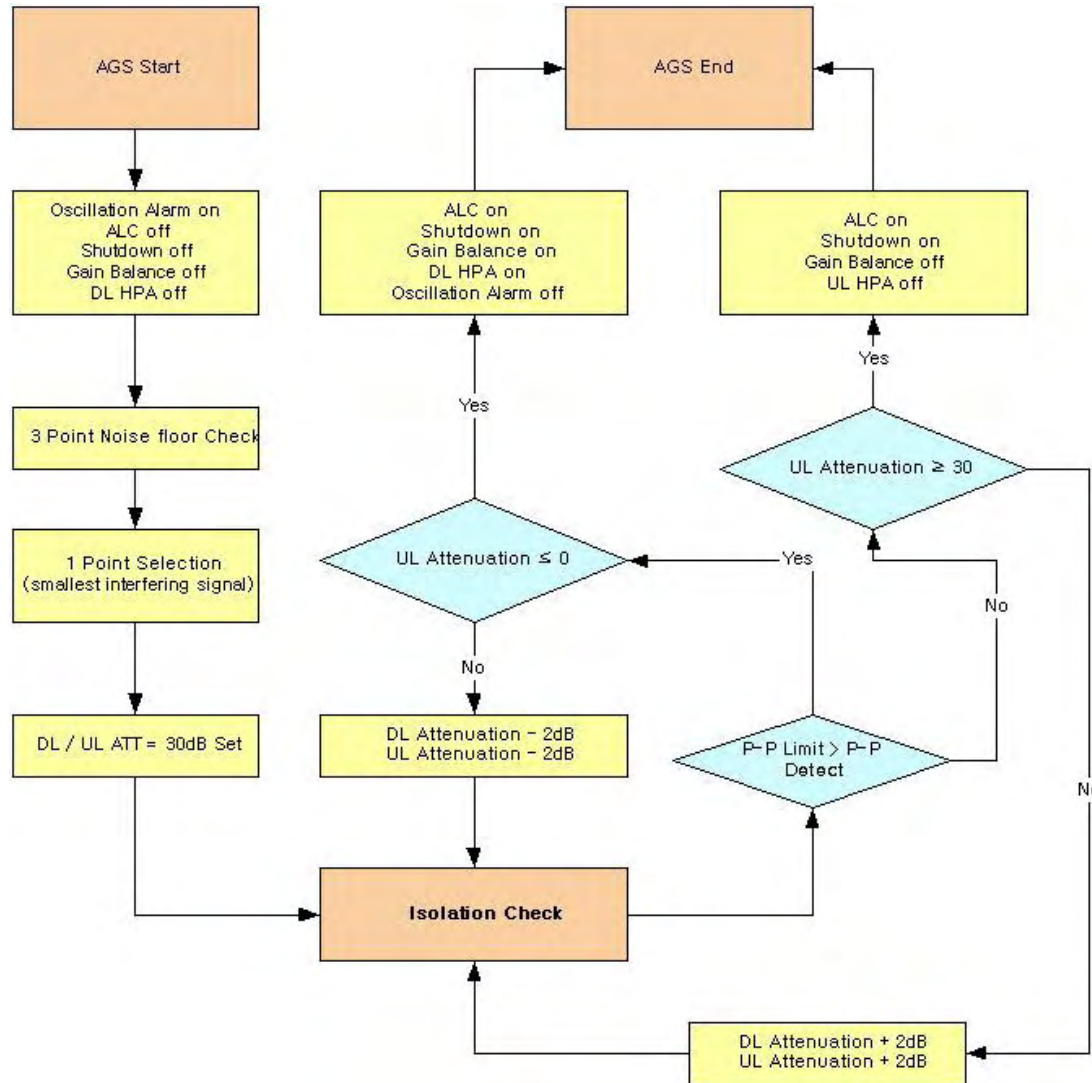 AGS Start
AGS End
Oscillation Alarm on
ALC off
Shutdown off
Gain Balance off
DL HPA off
ALC on
Shutdown on
Gain Balance on
DL HPA on
Oscillation Alarm off
ALC on
Shutdown on
Gain Balance off
UL HPA off
Yes
Yes
3 Point Noise floor Check
UL Attenuation ≥ 30
1 Point Selection
(smallest interfering signal)
UL Attenuation ≤ 0
Yes
No
No
DL / UL ATT = 30dB Set
DL Attenuation - 2dB
UL Attenuation - 2dB
P-P Limit > P-P
Detect
No
Isolation Check
DL Attenuation + 2dB
UL Attenuation + 2dB